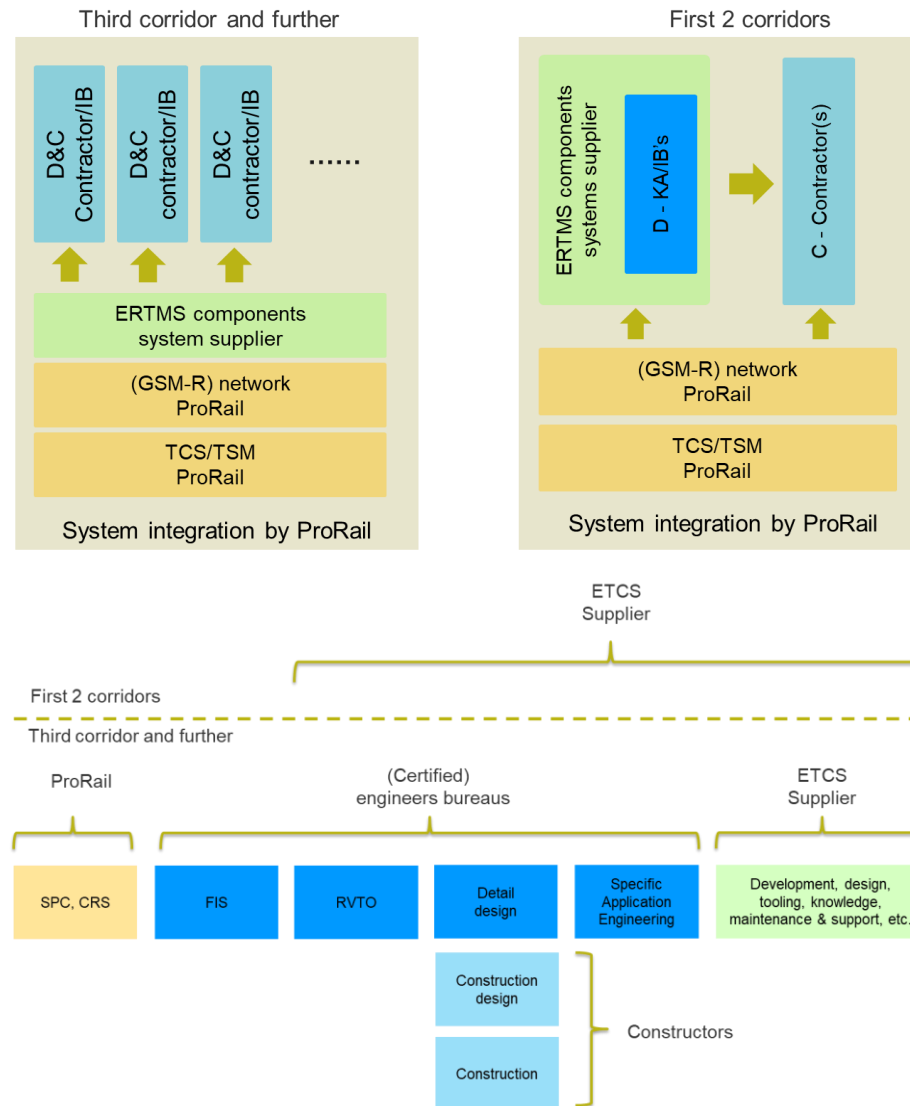 Third corridor and further
D&C
Contractor/IB
D&C
contractor/IB
D&C
contractor/IB
......
ERTMS components
system supplier
(GSM-R) network
ProRail
TCS/TSM
ProRail
System integration by ProRail
First 2 corridors
ERTMS components
systems supplier
D - KA/IB's
C - Contractor(s)
(GSM-R) network
ProRail
TCS/TSM
ProRail
System integration by ProRail
ETCS
Supplier
First 2 corridors
Third corridor and further
ProRail
(Certified)
engineers bureaus
ETCS
Supplier
SPC, CRS
FIS
RVTO
Detail
design
Specific
Application
Engineering
Development, design,
tooling, knowledge,
maintenance & support, etc.
Construction
design
Construction
Constructors